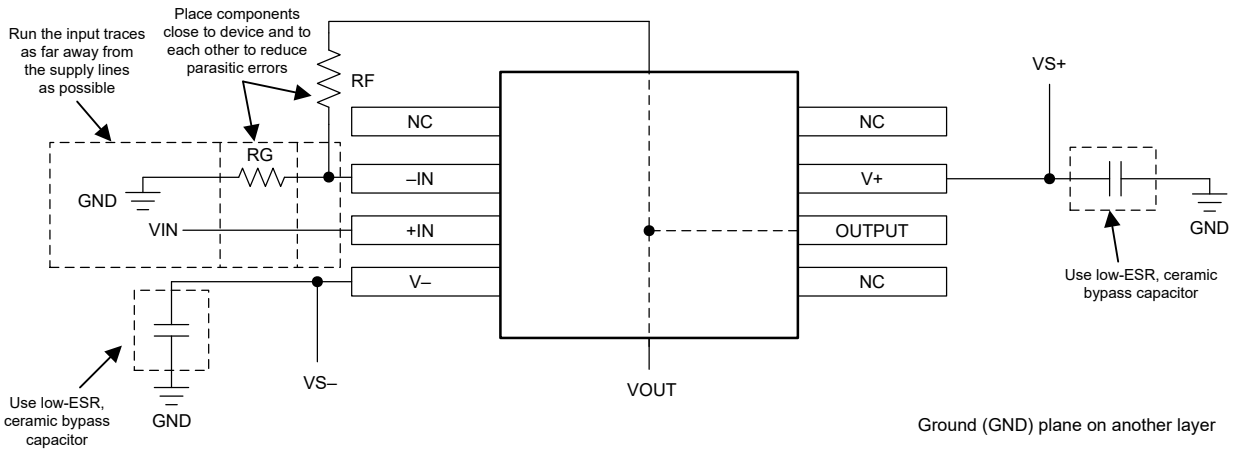 Run the input traces
as far away from
the supply lines
as possible
Place components
close to device and to
each other to reduce
parasitic errors
RF
VS+
NC
NC
RG
–IN
V+
GND
VIN
+IN
OUTPUT
GND
V–
NC
Use low-ESR, ceramic
bypass capacitor
VS–
VOUT
Use low-ESR,
ceramic bypass
capacitor
GND
Ground (GND) plane on another layer